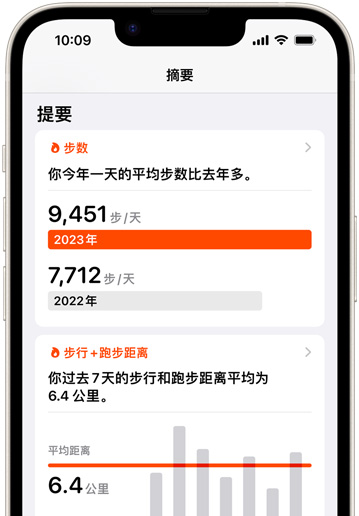 10:09
摘要
提要
步数
你今年一天的平均步数比去年多。
9,451 步/天
2023年
7,712 步/天
2022年
步行+跑步距离
你过去7天的步行和跑步距离平均为
6.4 公里。
平均距离
6.4 公里